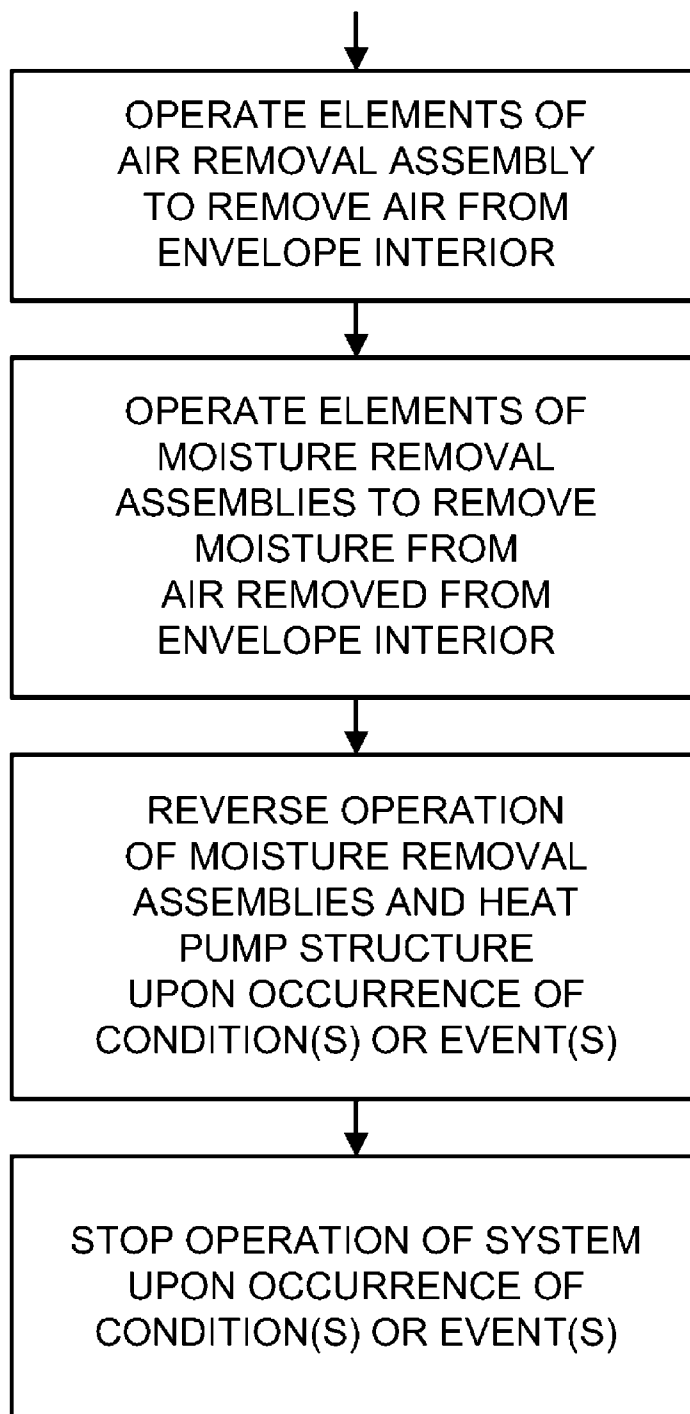 OPERATE ELEMENTS OF
AIR REMOVAL ASSEMBLY
TO REMOVE AIR FROM
ENVELOPE INTERIOR
OPERATE ELEMENTS OF
MOISTURE REMOVAL
ASSEMBLIES TO REMOVE
MOISTURE FROM
AIR REMOVED FROM
ENVELOPE INTERIOR
REVERSE OPERATION
OF MOISTURE REMOVAL
ASSEMBLIES AND HEAT
PUMP STRUCTURE
UPON OCCURRENCE OF
CONDITION(S) OR EVENT(S)
STOP OPERATION OF SYSTEM
UPON OCCURRENCE OF
CONDITION(S) OR EVENT(S)